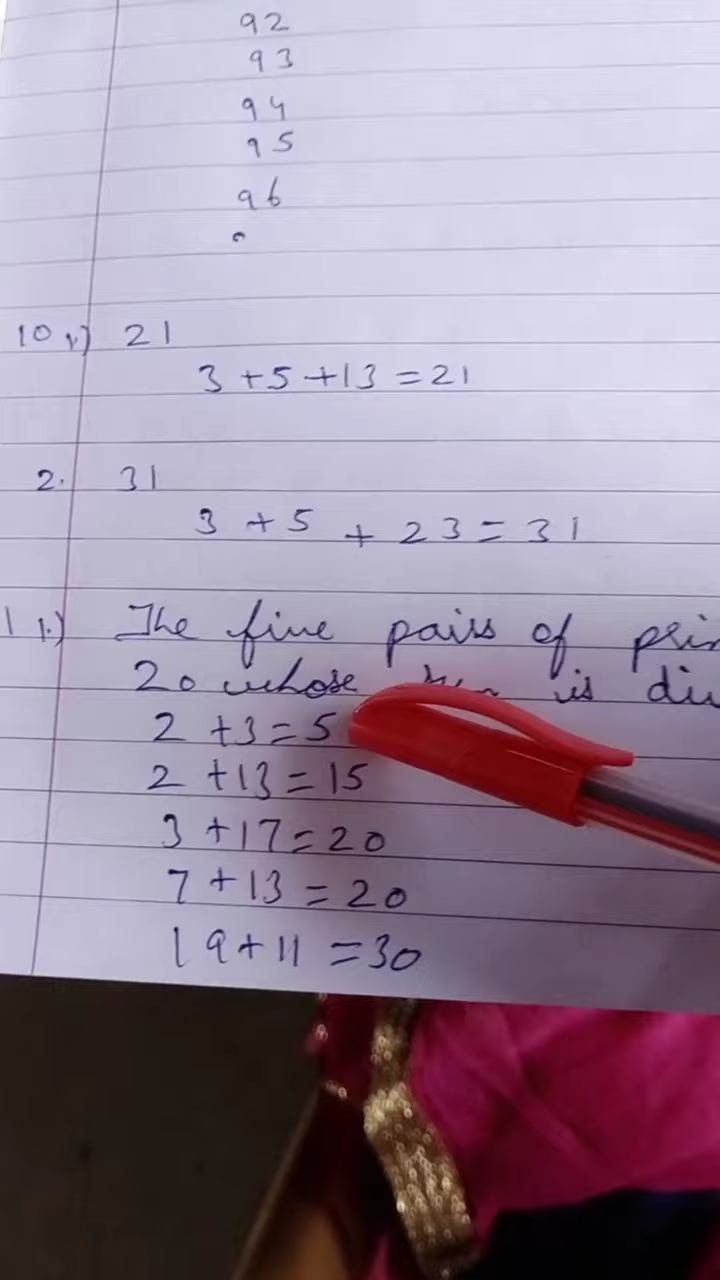 92
93
94
95
96
10 1.) 21
3 + 5 + 13 = 21
2. 31
3 + 5 + 23 = 31
11 1.) The five pairs of
20 whose is
2 + 3 = 5
2 + 13 = 15
3 + 17 = 20
7 + 13 = 20
19 + 11 = 30